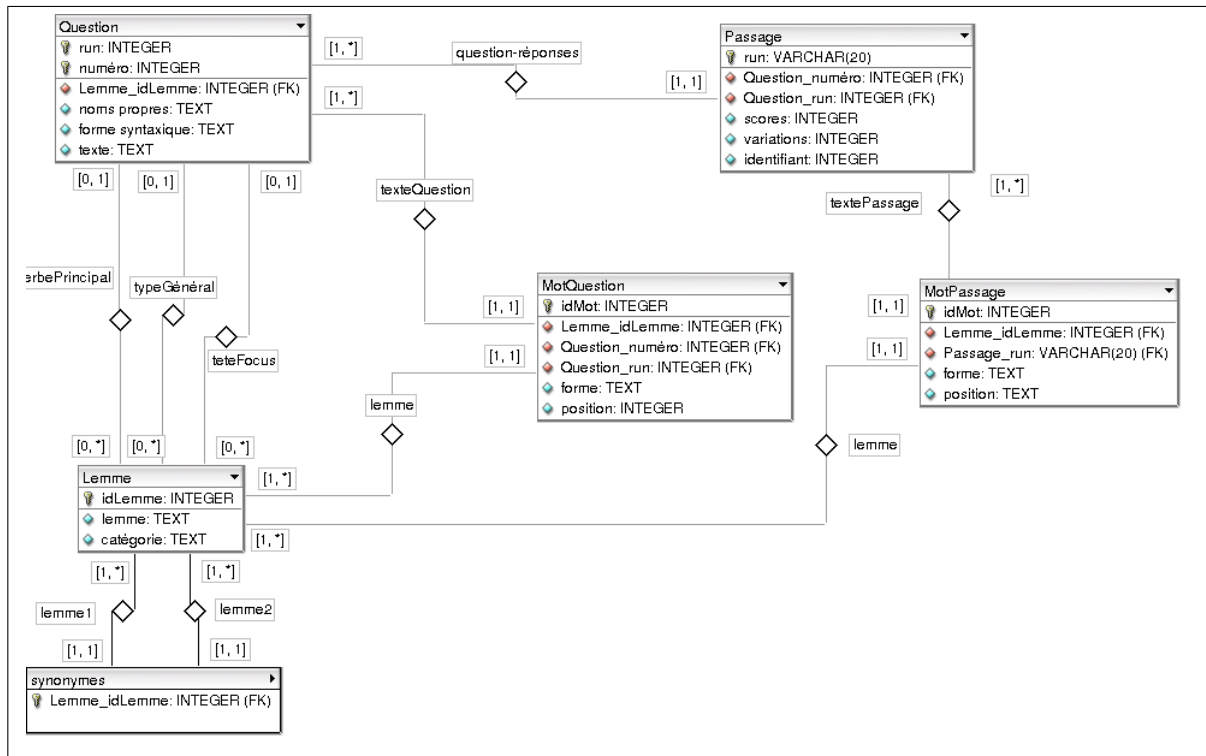 Question
run: INTEGER
numéro: INTEGER
Lemme_idLemme: INTEGER (FK)
noms propres: TEXT
forme syntaxique: TEXT
texte: TEXT
[1, *]
question-réponses
[1, 1]
Passage
run: VARCHAR(20)
Question_numéro: INTEGER (FK)
Question_run: INTEGER (FK)
scores: INTEGER
variations: INTEGER
identifiant: INTEGER
[1, *]
[0, 1]
[0, 1]
[0, 1]
texteQuestion
textePassage
[1, *]
erbePrincipal
typeGénéral
teteFocus
MotQuestion
idMot: INTEGER
Lemme_idLemme: INTEGER (FK)
Question_numéro: INTEGER (FK)
Question_run: INTEGER (FK)
forme: TEXT
position: INTEGER
[1, 1]
[1, 1]
MotPassage
idMot: INTEGER
Lemme_idLemme: INTEGER (FK)
Passage_run: VARCHAR(20) (FK)
forme: TEXT
position: TEXT
[1, 1]
[1, 1]
lemme
lemme
[0, *]
[0, *]
[0, *]
Lemme
idLemme: INTEGER
lemme: TEXT
catégorie: TEXT
[1, *]
[1, *]
[1, *]
[1, *]
lemme1
lemme2
[1, 1]
[1, 1]
synonymes
Lemme_idLemme: INTEGER (FK)